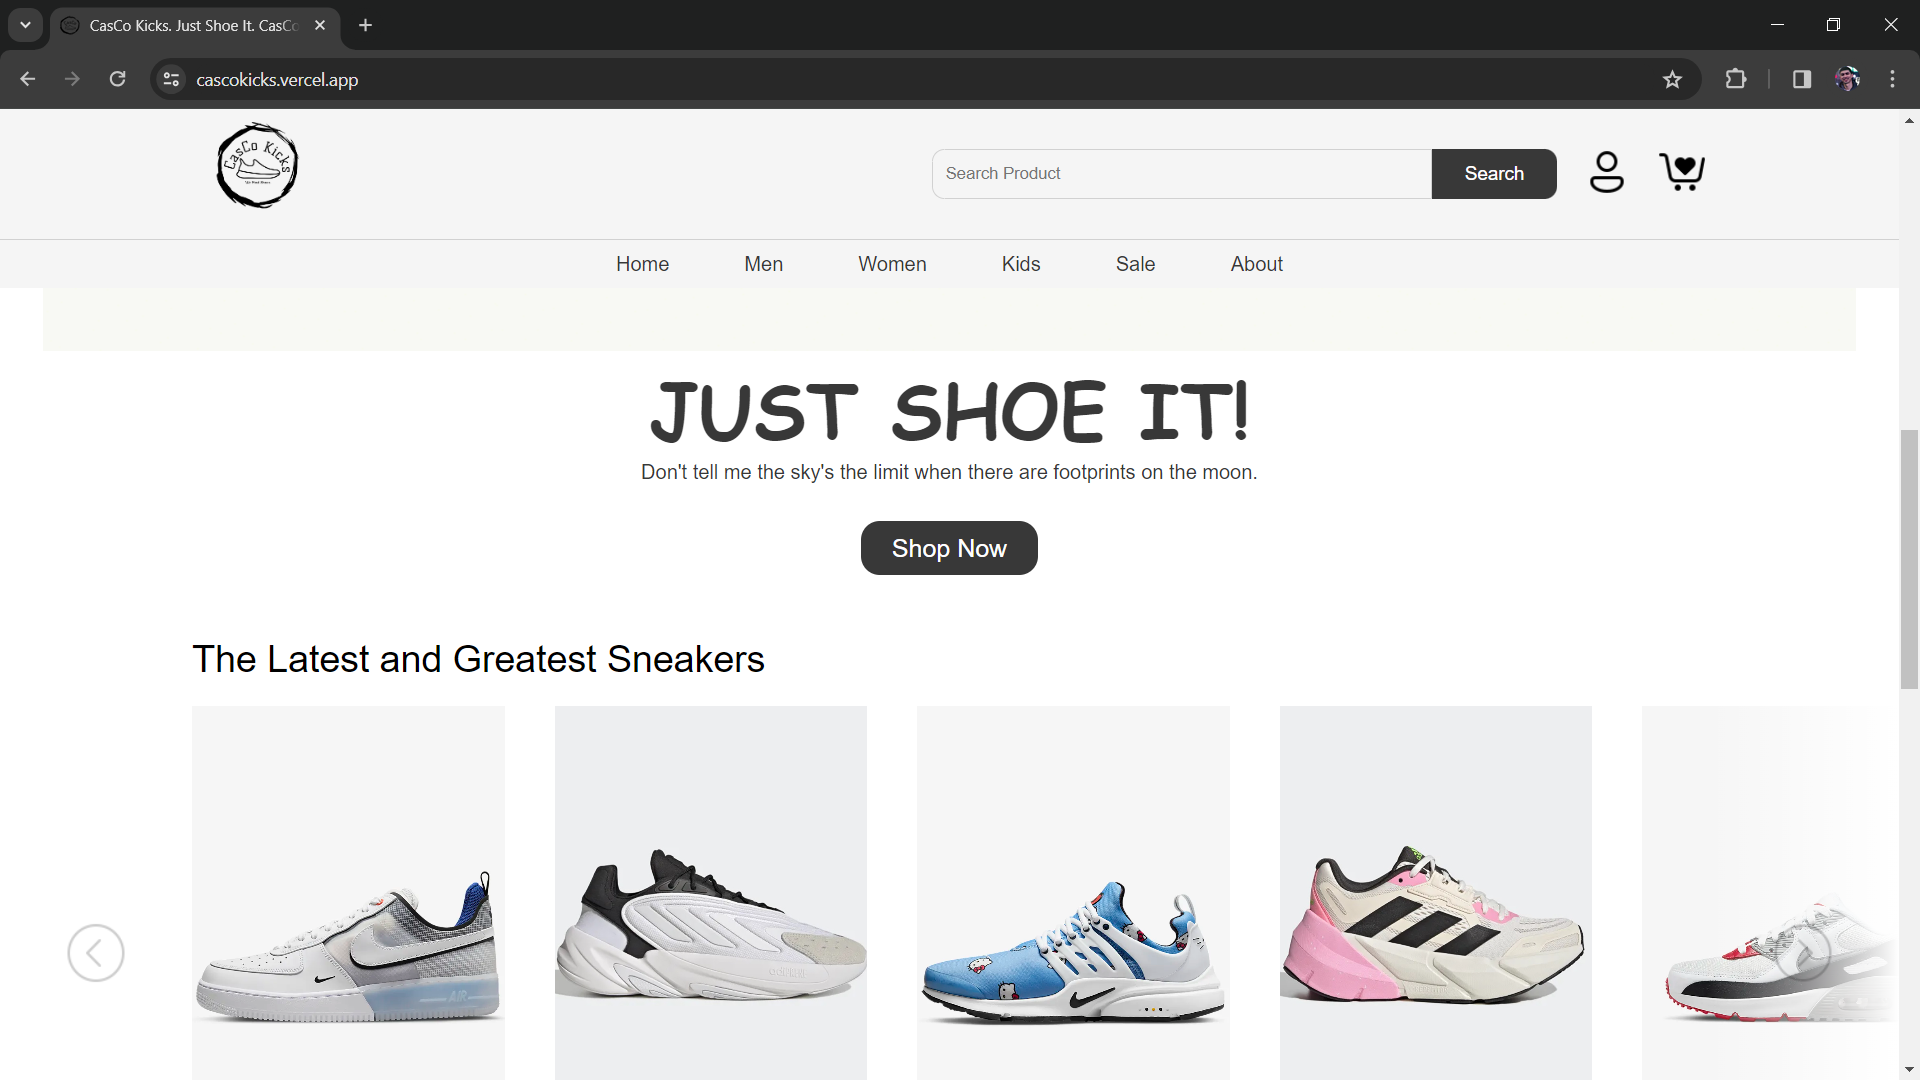 CasCo Kicks. Just Shoe It. CasCo
cascokicks.vercel.app
CasCo Kicks
Search Product
Search
Home Men Women Kids Sale About
JUST SHOE IT!
Don't tell me the sky's the limit when there are footprints on the moon.
Shop Now
The Latest and Greatest Sneakers
AIR